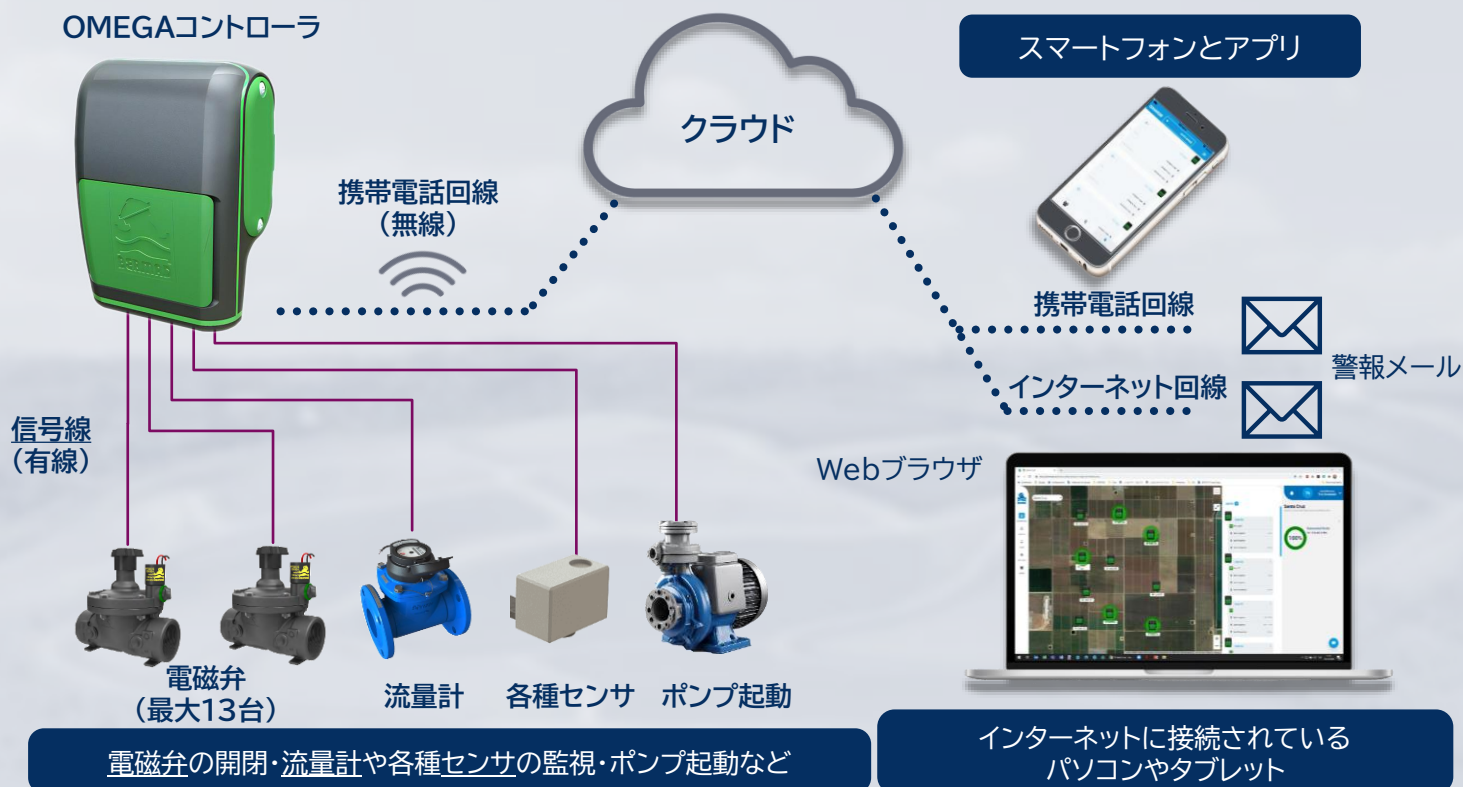 OMEGAコントローラ
クラウド
スマートフォンとアプリ
携帯電話回線
（無線）
携帯電話回線
警報メール
インターネット回線
信号線
（有線）
Webブラウザ
BERMAD
Santa Cruz
100%
電磁弁
（最大13台）
流量計
各種センサ
ポンプ起動
電磁弁の開閉・流量計や各種センサの監視・ポンプ起動など
インターネットに接続されている
パソコンやタブレット